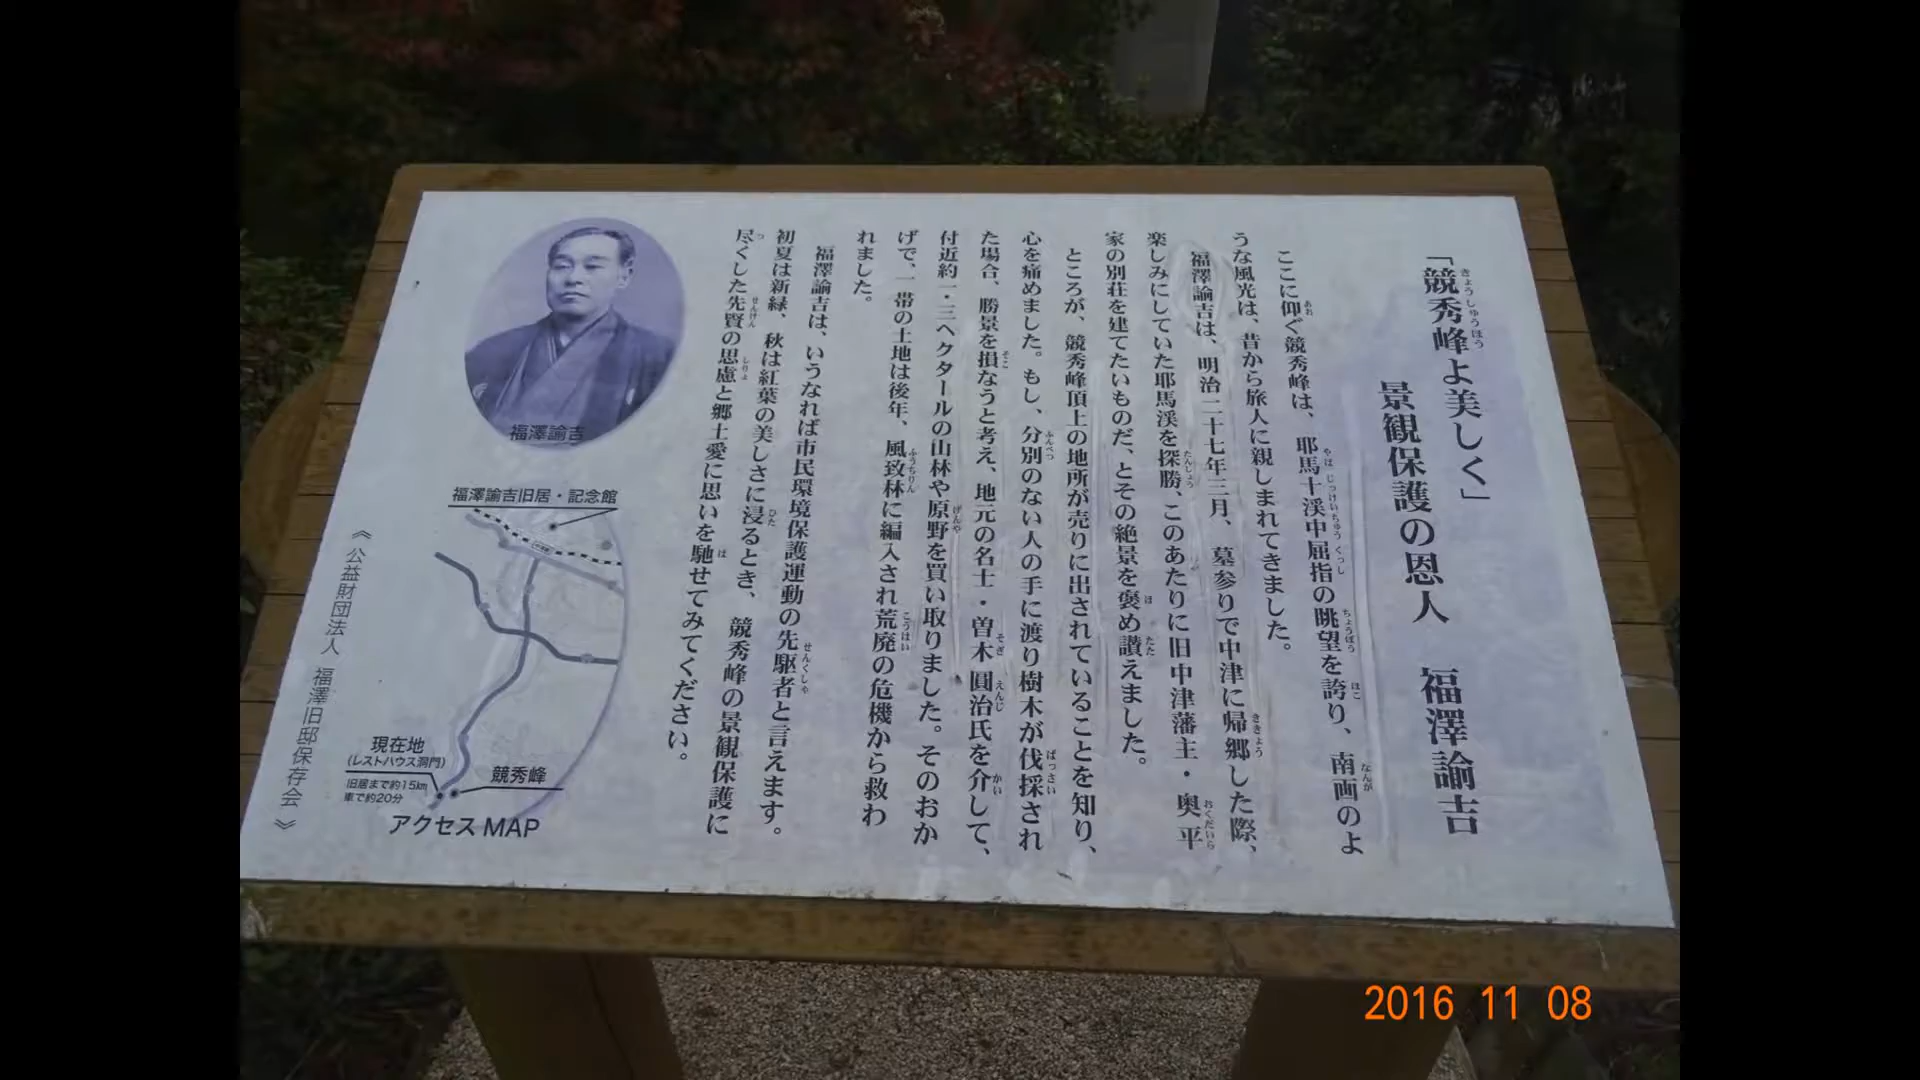 「競秀峰よ美しく」
景観保護の恩人　福澤諭吉
ここに仰ぐ競秀峰は、耶馬十渓中屈指の眺望を誇り、南画のよ
うな風光は、昔から旅人に親しまれてきました。
福澤諭吉は、明治二十七年三月、墓参りで中津に帰郷した際、
楽しみにしていた耶馬渓を探勝、このあたりに旧中津藩主・奥平
家の別荘を建てたいものだ、とその絶景を褒め讃えました。
ところが、競秀峰頂上の地所が売りに出されていることを知り、
心を痛めました。もし、分別のない人の手に渡り樹木が伐採され
た場合、勝景を損なうと考え、地元の名士・曽木圓治氏を介して、
付近約一・三ヘクタールの山林や原野を買い取りました。そのおか
げで、一帯の土地は後年、風致林に編入され荒廃の危機から救わ
れました。
福澤諭吉は、いうなれば市民環境保護運動の先駆者と言えます。
初夏は新緑、秋は紅葉の美しさに浸るとき、競秀峰の景観保護に
尽くした先賢の思慮と郷土愛に思いを馳せてみてください。
福澤諭吉
福澤諭吉旧居・記念館
現在地
(レストハウス洞門)
旧居まで約15km
車で約20分
競秀峰
アクセスMAP
《公益財団法人　福澤旧邸保存会》
2016 11 08